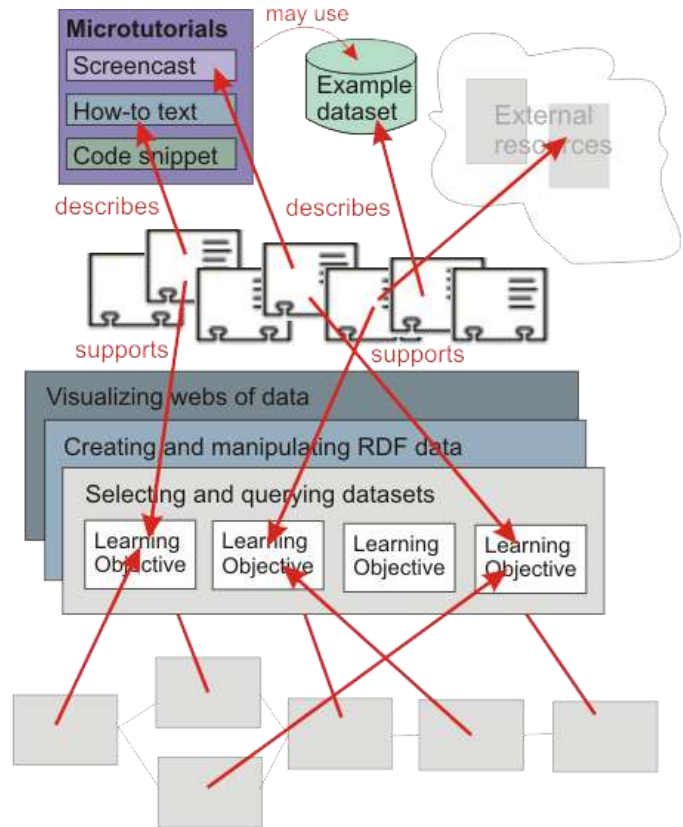 may use
Microtutorials
Screencast
How-to text
Code snippet
Example
dataset
External
resources
describes
describes
supports
supports
Visualizing webs of data
Creating and manipulating RDF data
Selecting and querying datasets
Learning
Objective
Learning
Objective
Learning
Objective
Learning
Objective